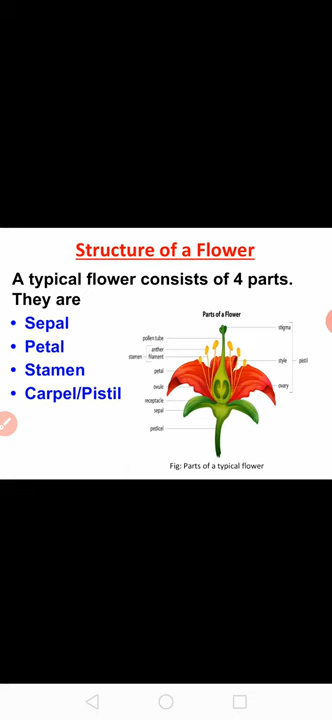 Structure of a Flower
A typical flower consists of 4 parts.
They are
• Sepal
• Petal
• Stamen
• Carpel/Pistil
Parts of a Flower
stigma
pollen tube
anther
stamen
filament
style
pistil
petal
ovule
ovary
receptacle
sepal
pedicel
Fig: Parts of a typical flower